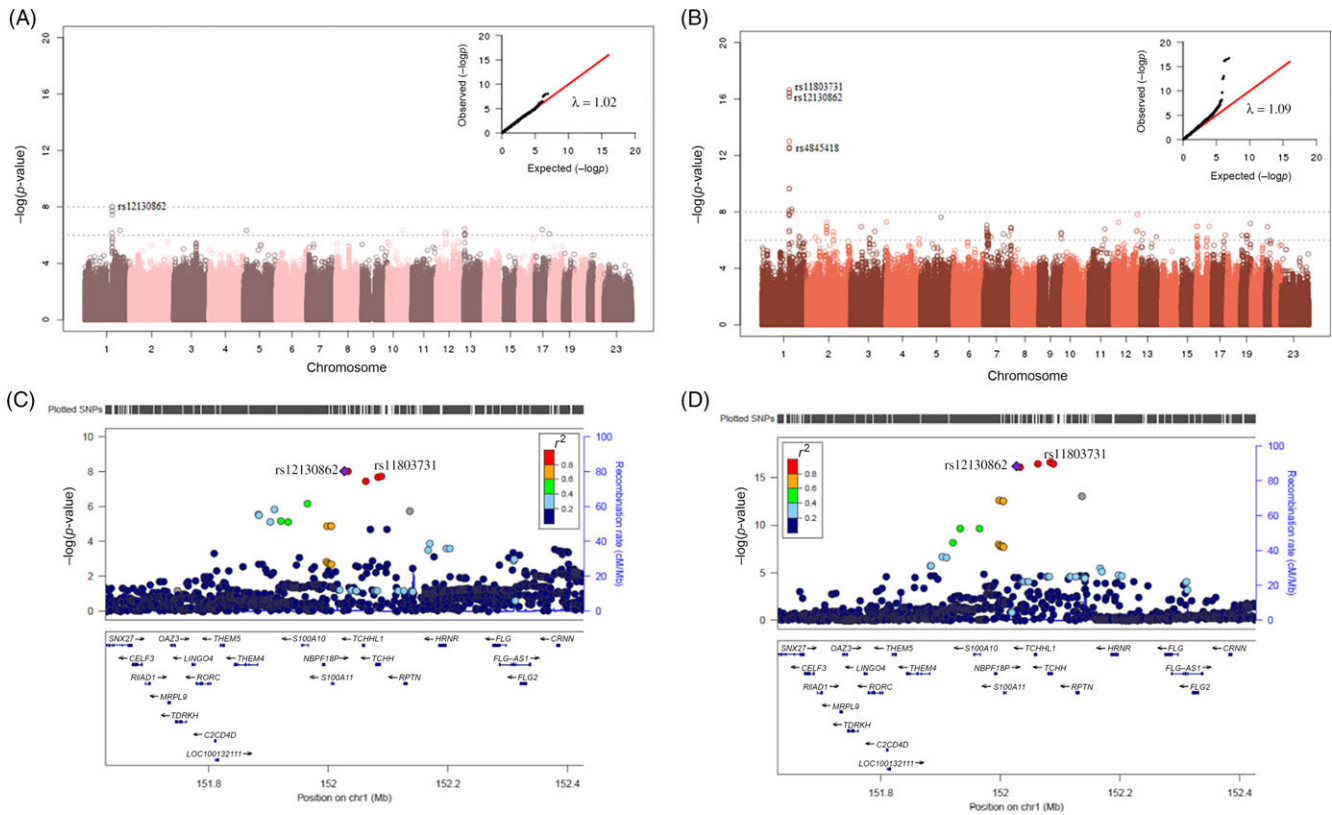 (A)
20
16
12
8
4
0
−log(p-value)
rs12130862
Observed (−logp)
20
15
10
5
0
λ = 1.02
0 5 10 15 20
Expected (−logp)
1 2 3 4 5 6 7 8 9 10 11 12 13 15 17 19 23
Chromosome
(B)
20
16
12
8
4
0
−log(p-value)
rs11803731
rs12130862
rs4845418
Observed (−logp)
20
15
10
5
0
λ = 1.09
0 5 10 15 20
Expected (−logp)
1 2 3 4 5 6 7 8 9 10 11 12 13 15 17 19 23
Chromosome
(C)
Plotted SNPs
10
8
6
4
2
0
−log(p-value)
rs12130862
rs11803731
r2
0.8
0.6
0.4
0.2
100
80
60
40
20
0
Recombination rate (cM/Mb)
SNX27 OAZ3 THEM5 S100A10 TCHHL1 HRNR FLG CRNN
CELF3 LINGO4 THEM4 NBPF18P TCHH FLG−AS1
RIIAD1 RORC S100A11 RPTN FLG2
MRPL9
TDRKH
C2CD4D
LOC100132111
151.8 152 152.2 152.4
Position on chr1 (Mb)
(D)
Plotted SNPs
15
10
5
0
−log(p-value)
rs12130862
rs11803731
r2
0.8
0.6
0.4
0.2
100
80
60
40
20
0
Recombination rate (cM/Mb)
SNX27 OAZ3 THEM5 S100A10 TCHHL1 HRNR FLG CRNN
CELF3 LINGO4 THEM4 NBPF18P TCHH FLG−AS1
RIIAD1 RORC S100A11 RPTN FLG2
MRPL9
TDRKH
C2CD4D
LOC100132111
151.8 152 152.2 152.4
Position on chr1 (Mb)